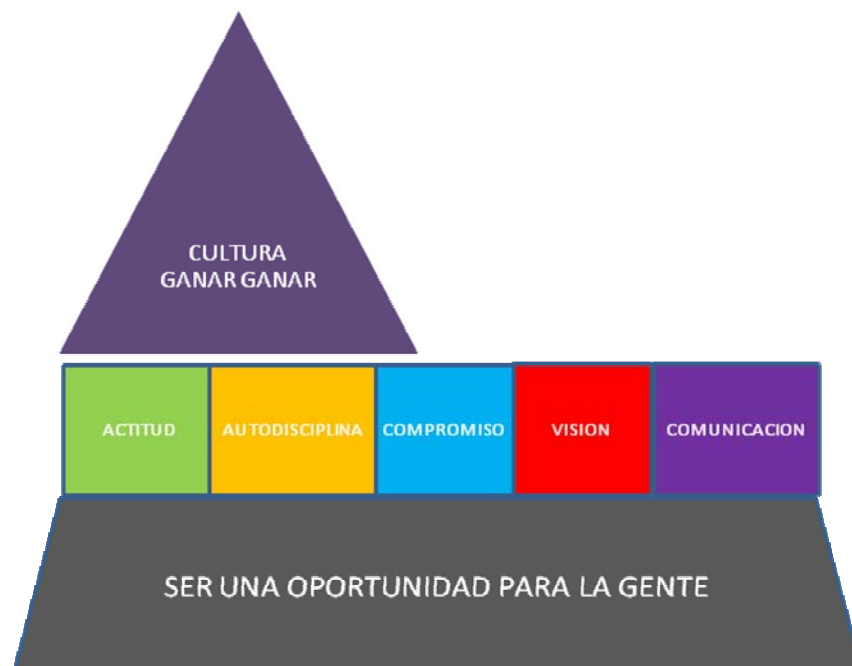 CULTURA
GANAR GANAR
ACTITUD
AUTODISCIPLINA
COMPROMISO
VISION
COMUNICACION
SER UNA OPORTUNIDAD PARA LA GENTE